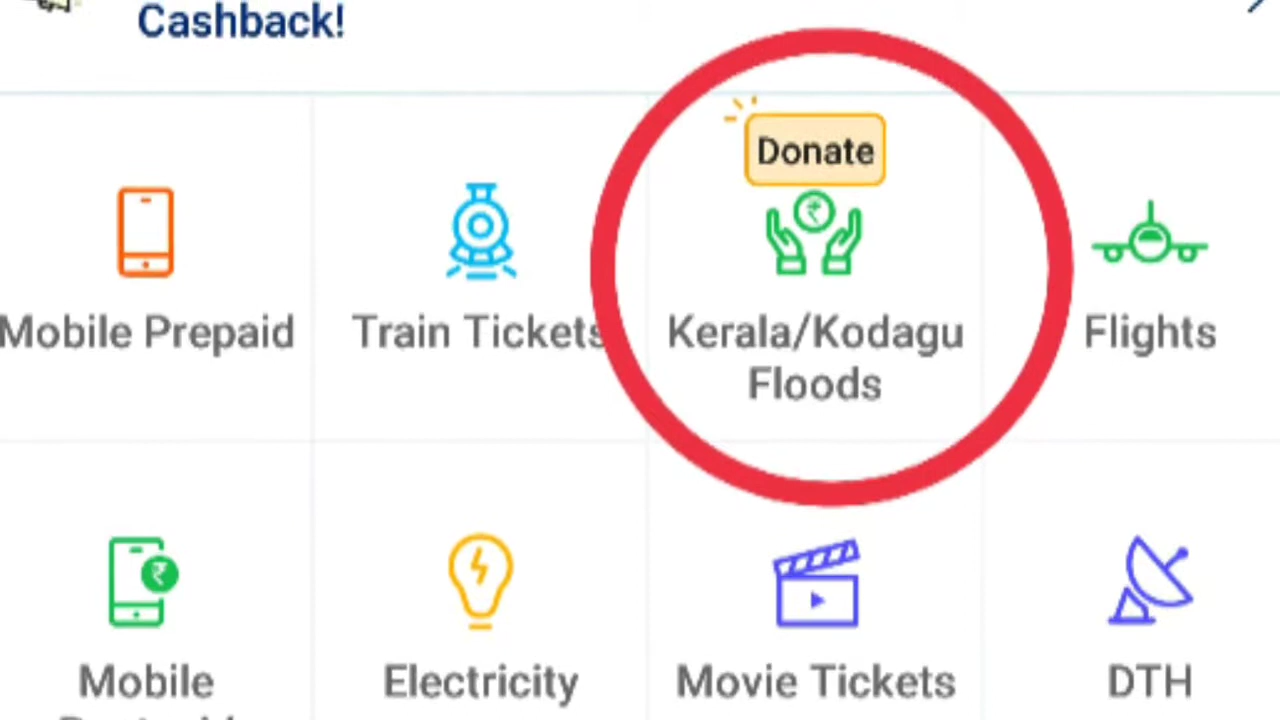 Cashback!
Donate
Mobile Prepaid
Train Tickets
Kerala/Kodagu
Floods
Flights
Mobile
Electricity
Movie Tickets
DTH